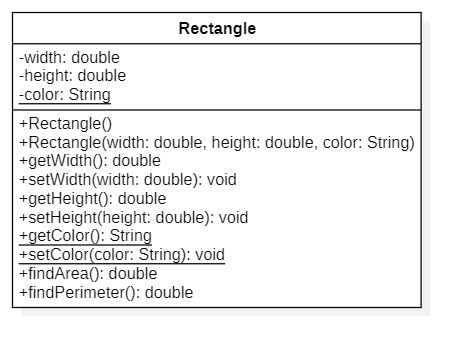 Rectangle
-width: double
-height: double
-color: String
+Rectangle()
+Rectangle(width: double, height: double, color: String)
+getWidth(): double
+setWidth(width: double): void
+getHeight(): double
+setHeight(height: double): void
+getColor(): String
+setColor(color: String): void
+findArea(): double
+findPerimeter(): double